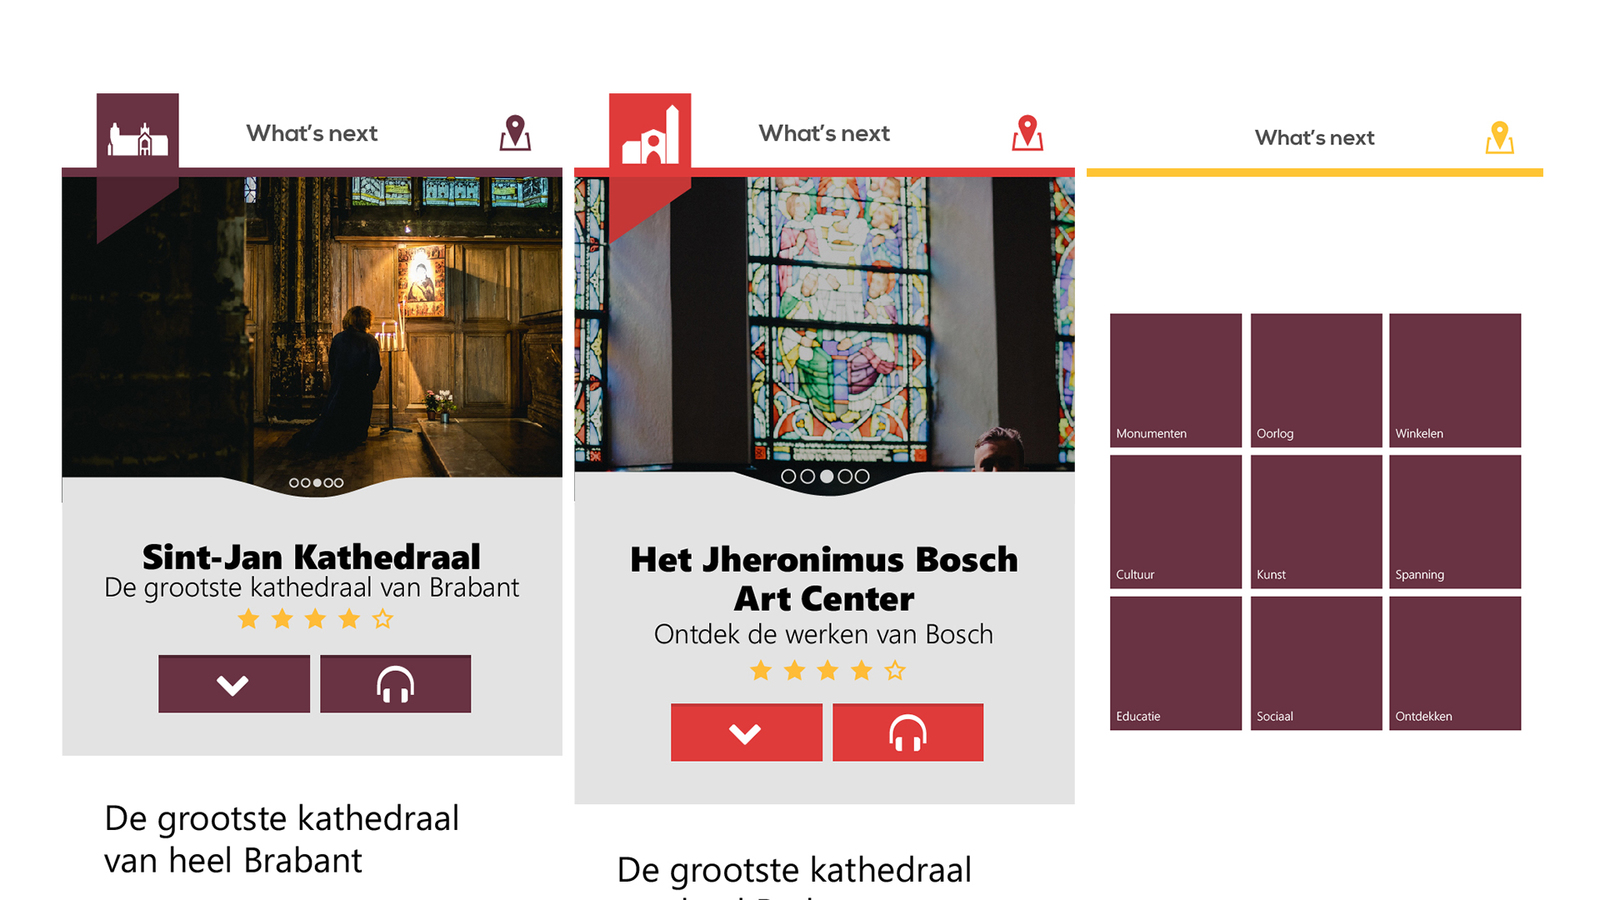 What's next
Sint-Jan Kathedraal
De grootste kathedraal van Brabant
De grootste kathedraal
van heel Brabant
What's next
Het Jheronimus Bosch
Art Center
Ontdek de werken van Bosch
De grootste kathedraal
What's next
Monumenten
Oorlog
Winkelen
Cultuur
Kunst
Spanning
Educatie
Sociaal
Ontdekken